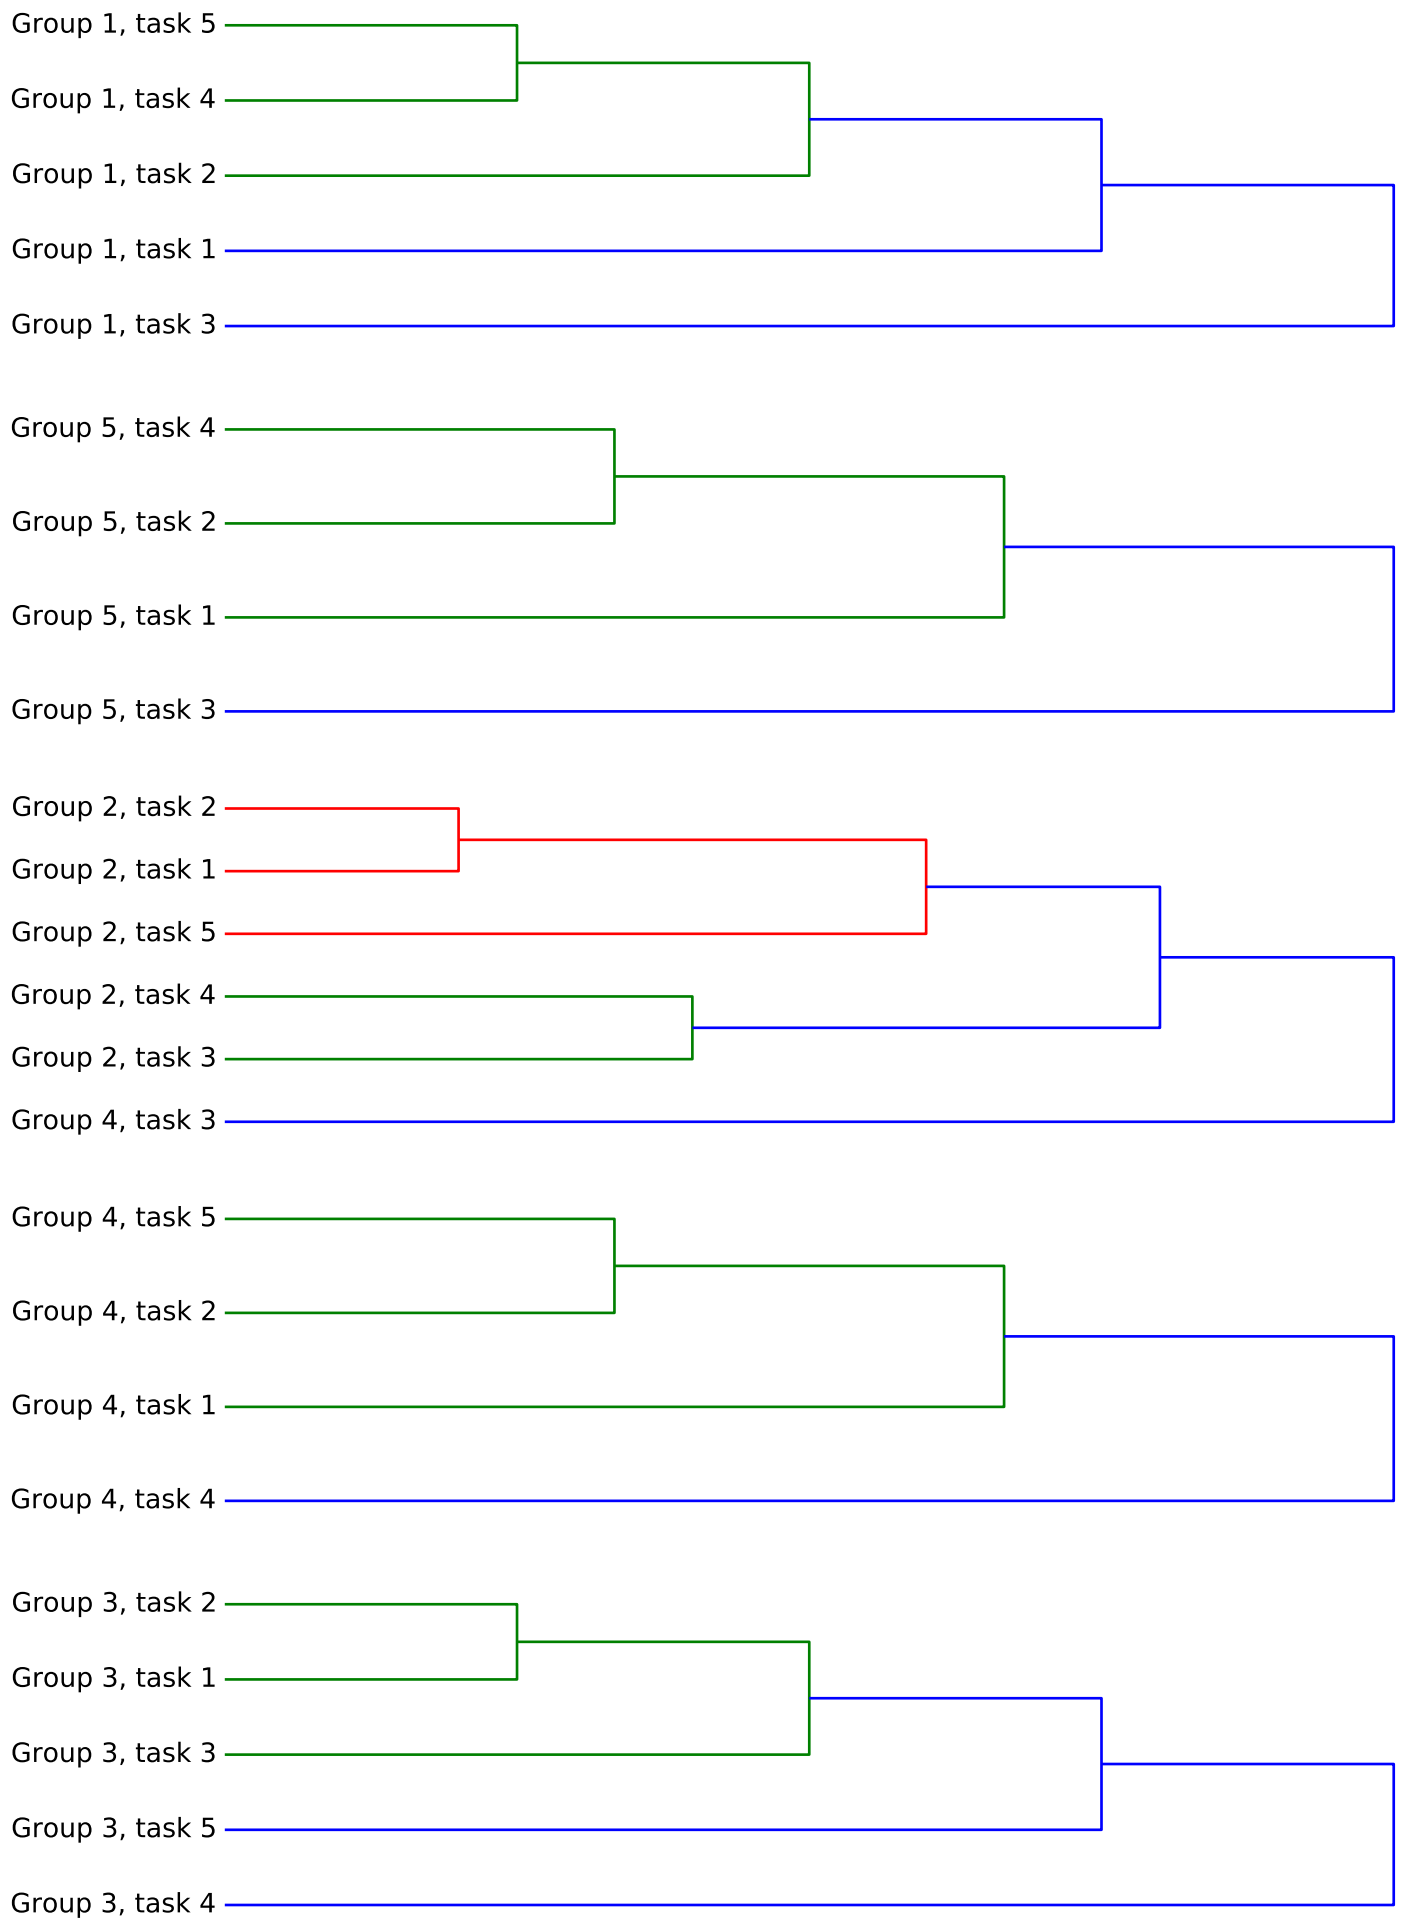 Group 1, task 5
Group 1, task 4
Group 1, task 2
Group 1, task 1
Group 1, task 3
Group 5, task 4
Group 5, task 2
Group 5, task 1
Group 5, task 3
Group 2, task 2
Group 2, task 1
Group 2, task 5
Group 2, task 4
Group 2, task 3
Group 4, task 3
Group 4, task 5
Group 4, task 2
Group 4, task 1
Group 4, task 4
Group 3, task 2
Group 3, task 1
Group 3, task 3
Group 3, task 5
Group 3, task 4